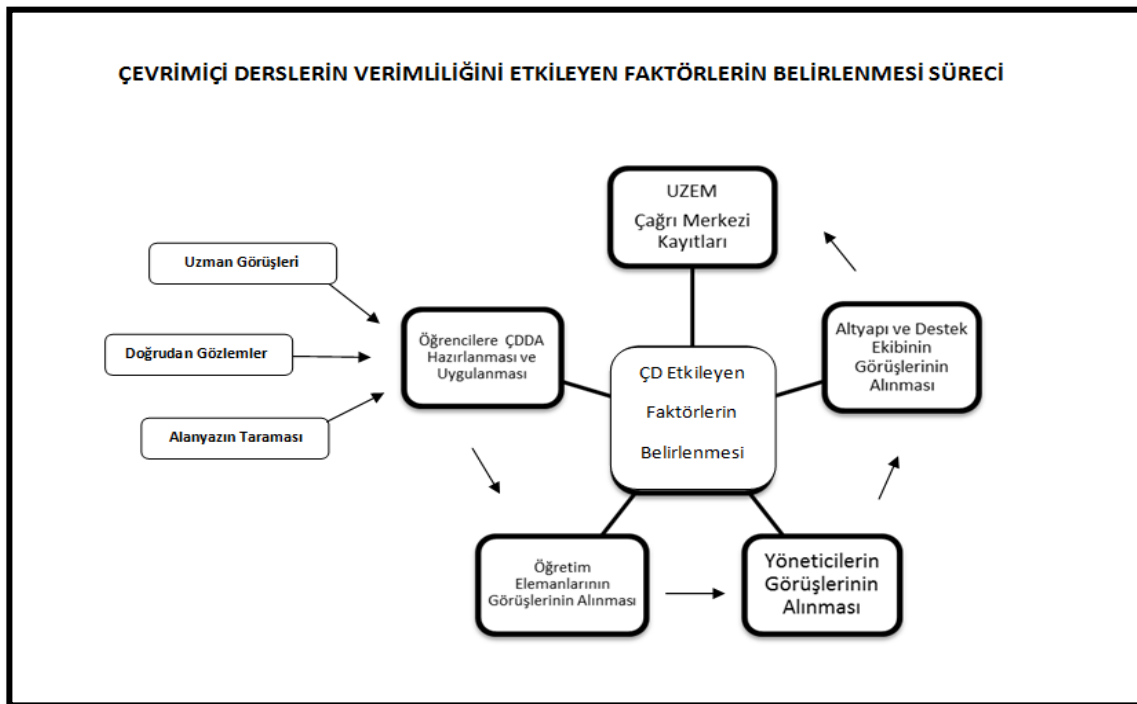 ÇEVRİMİÇİ DERSLERİN VERİMLİLİĞİNİ ETKİLEYEN FAKTÖRLERİN BELİRLENMESİ SÜRECİ
UZEM
Çağrı Merkezi
Kayıtları
Uzman Görüşleri
Doğrudan Gözlemler
Alanyazın Taraması
Öğrencilere ÇDDA
Hazırlanması ve
Uygulanması
ÇD Etkileyen
Faktörlerin
Belirlenmesi
Altyapı ve Destek
Ekibinin
Görüşlerinin
Alınması
Öğretim
Elemanlarının
Görüşlerinin Alınması
Yöneticilerin
Görüşlerinin
Alınması